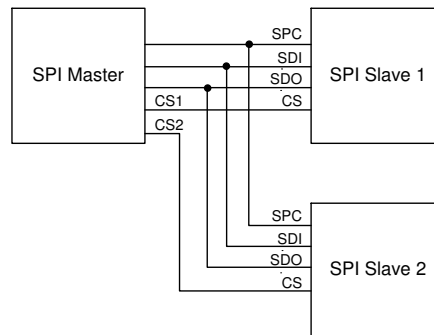 SPI Master
CS1
CS2
SPC
SDI
SDO
CS
SPI Slave 1
SPC
SDI
SDO
CS
SPI Slave 2